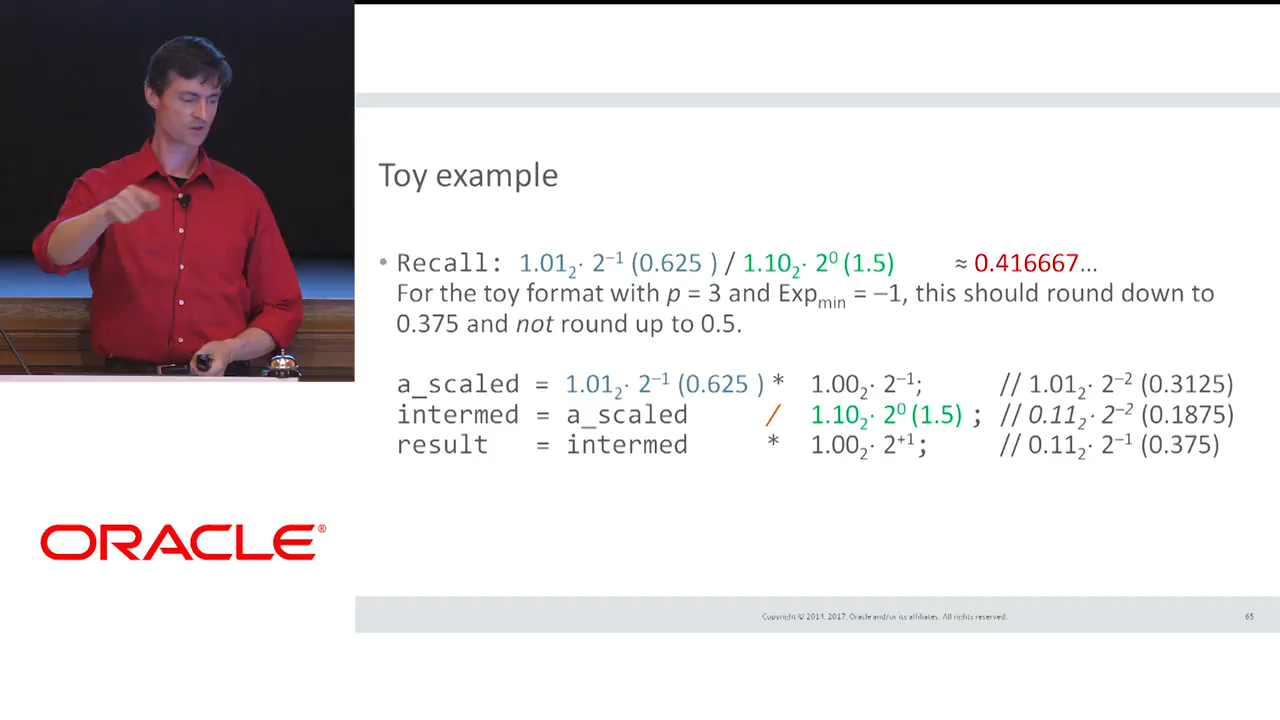 Toy example
• Recall: 1.01₂· 2⁻¹ (0.625 ) / 1.10₂· 2⁰ (1.5) ≈ 0.416667…
For the toy format with p = 3 and Expmin = −1, this should round down to
0.375 and not round up to 0.5.
a_scaled = 1.01₂· 2⁻¹ (0.625 ) * 1.00₂· 2⁻¹; // 1.01₂· 2⁻² (0.3125)
intermed = a_scaled / 1.10₂· 2⁰ (1.5) ; // 0.11₂· 2⁻² (0.1875)
result = intermed * 1.00₂· 2⁺¹; // 0.11₂· 2⁻¹ (0.375)
ORACLE®
Copyright © 2014, 2017, Oracle and/or its affiliates. All rights reserved. 65